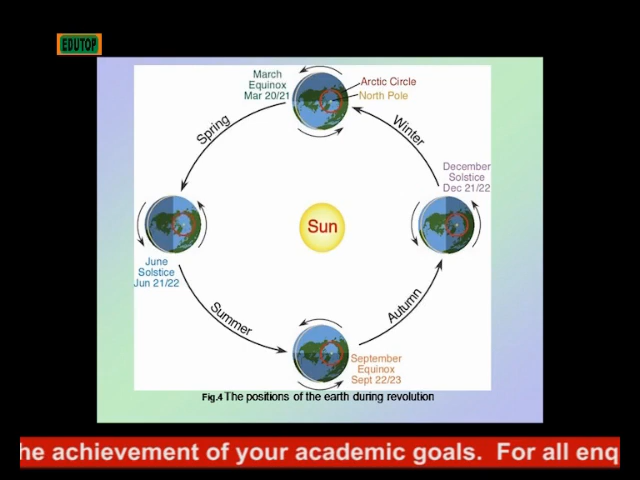 EDUTOP
March
Equinox
Mar 20/21
Arctic Circle
North Pole
Spring
Winter
December
Solstice
Dec 21/22
Sun
June
Solstice
Jun 21/22
Summer
Autumn
September
Equinox
Sept 22/23
Fig.4 The positions of the earth during revolution
he achievement of your academic goals. For all enq